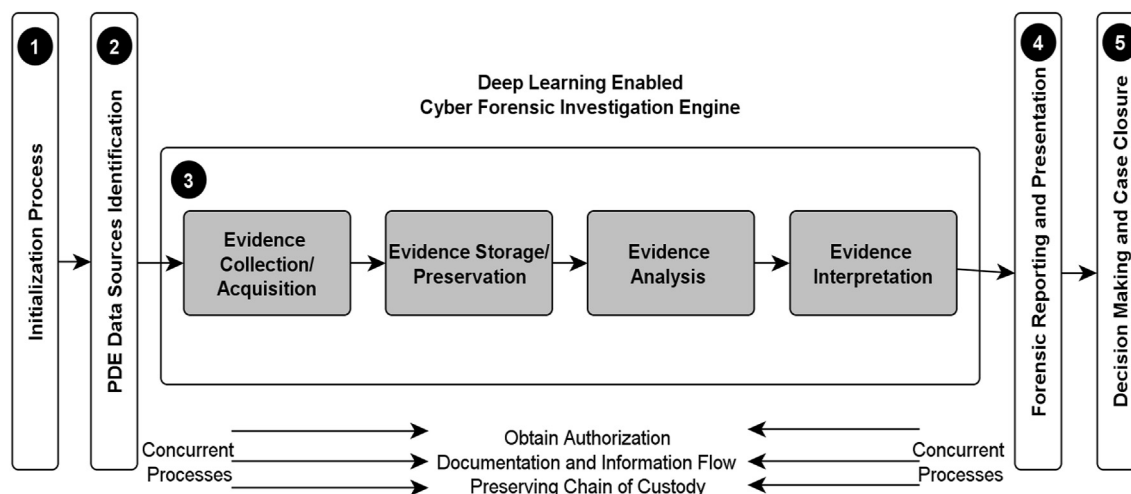 1
Initialization Process
2
PDE Data Sources Identification
Deep Learning Enabled
Cyber Forensic Investigation Engine
3
Evidence
Collection/
Acquisition
Evidence Storage/
Preservation
Evidence
Analysis
Evidence
Interpretation
4
Forensic Reporting and Presentation
5
Decision Making and Case Closure
Concurrent
Processes
Obtain Authorization
Documentation and Information Flow
Preserving Chain of Custody
Concurrent
Processes